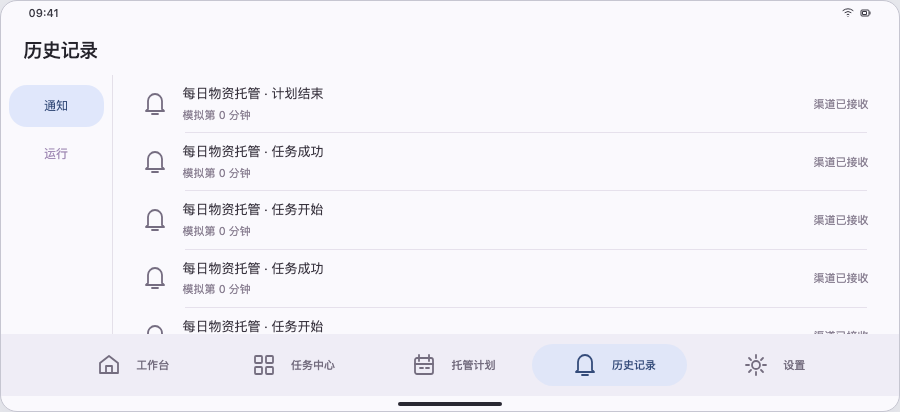 09:41
历史记录
通知
运行
每日物资托管 · 计划结束
模拟第 0 分钟
渠道已接收
每日物资托管 · 任务成功
模拟第 0 分钟
渠道已接收
每日物资托管 · 任务开始
模拟第 0 分钟
渠道已接收
每日物资托管 · 任务成功
模拟第 0 分钟
渠道已接收
每日物资托管 · 任务开始
工作台
任务中心
托管计划
历史记录
设置